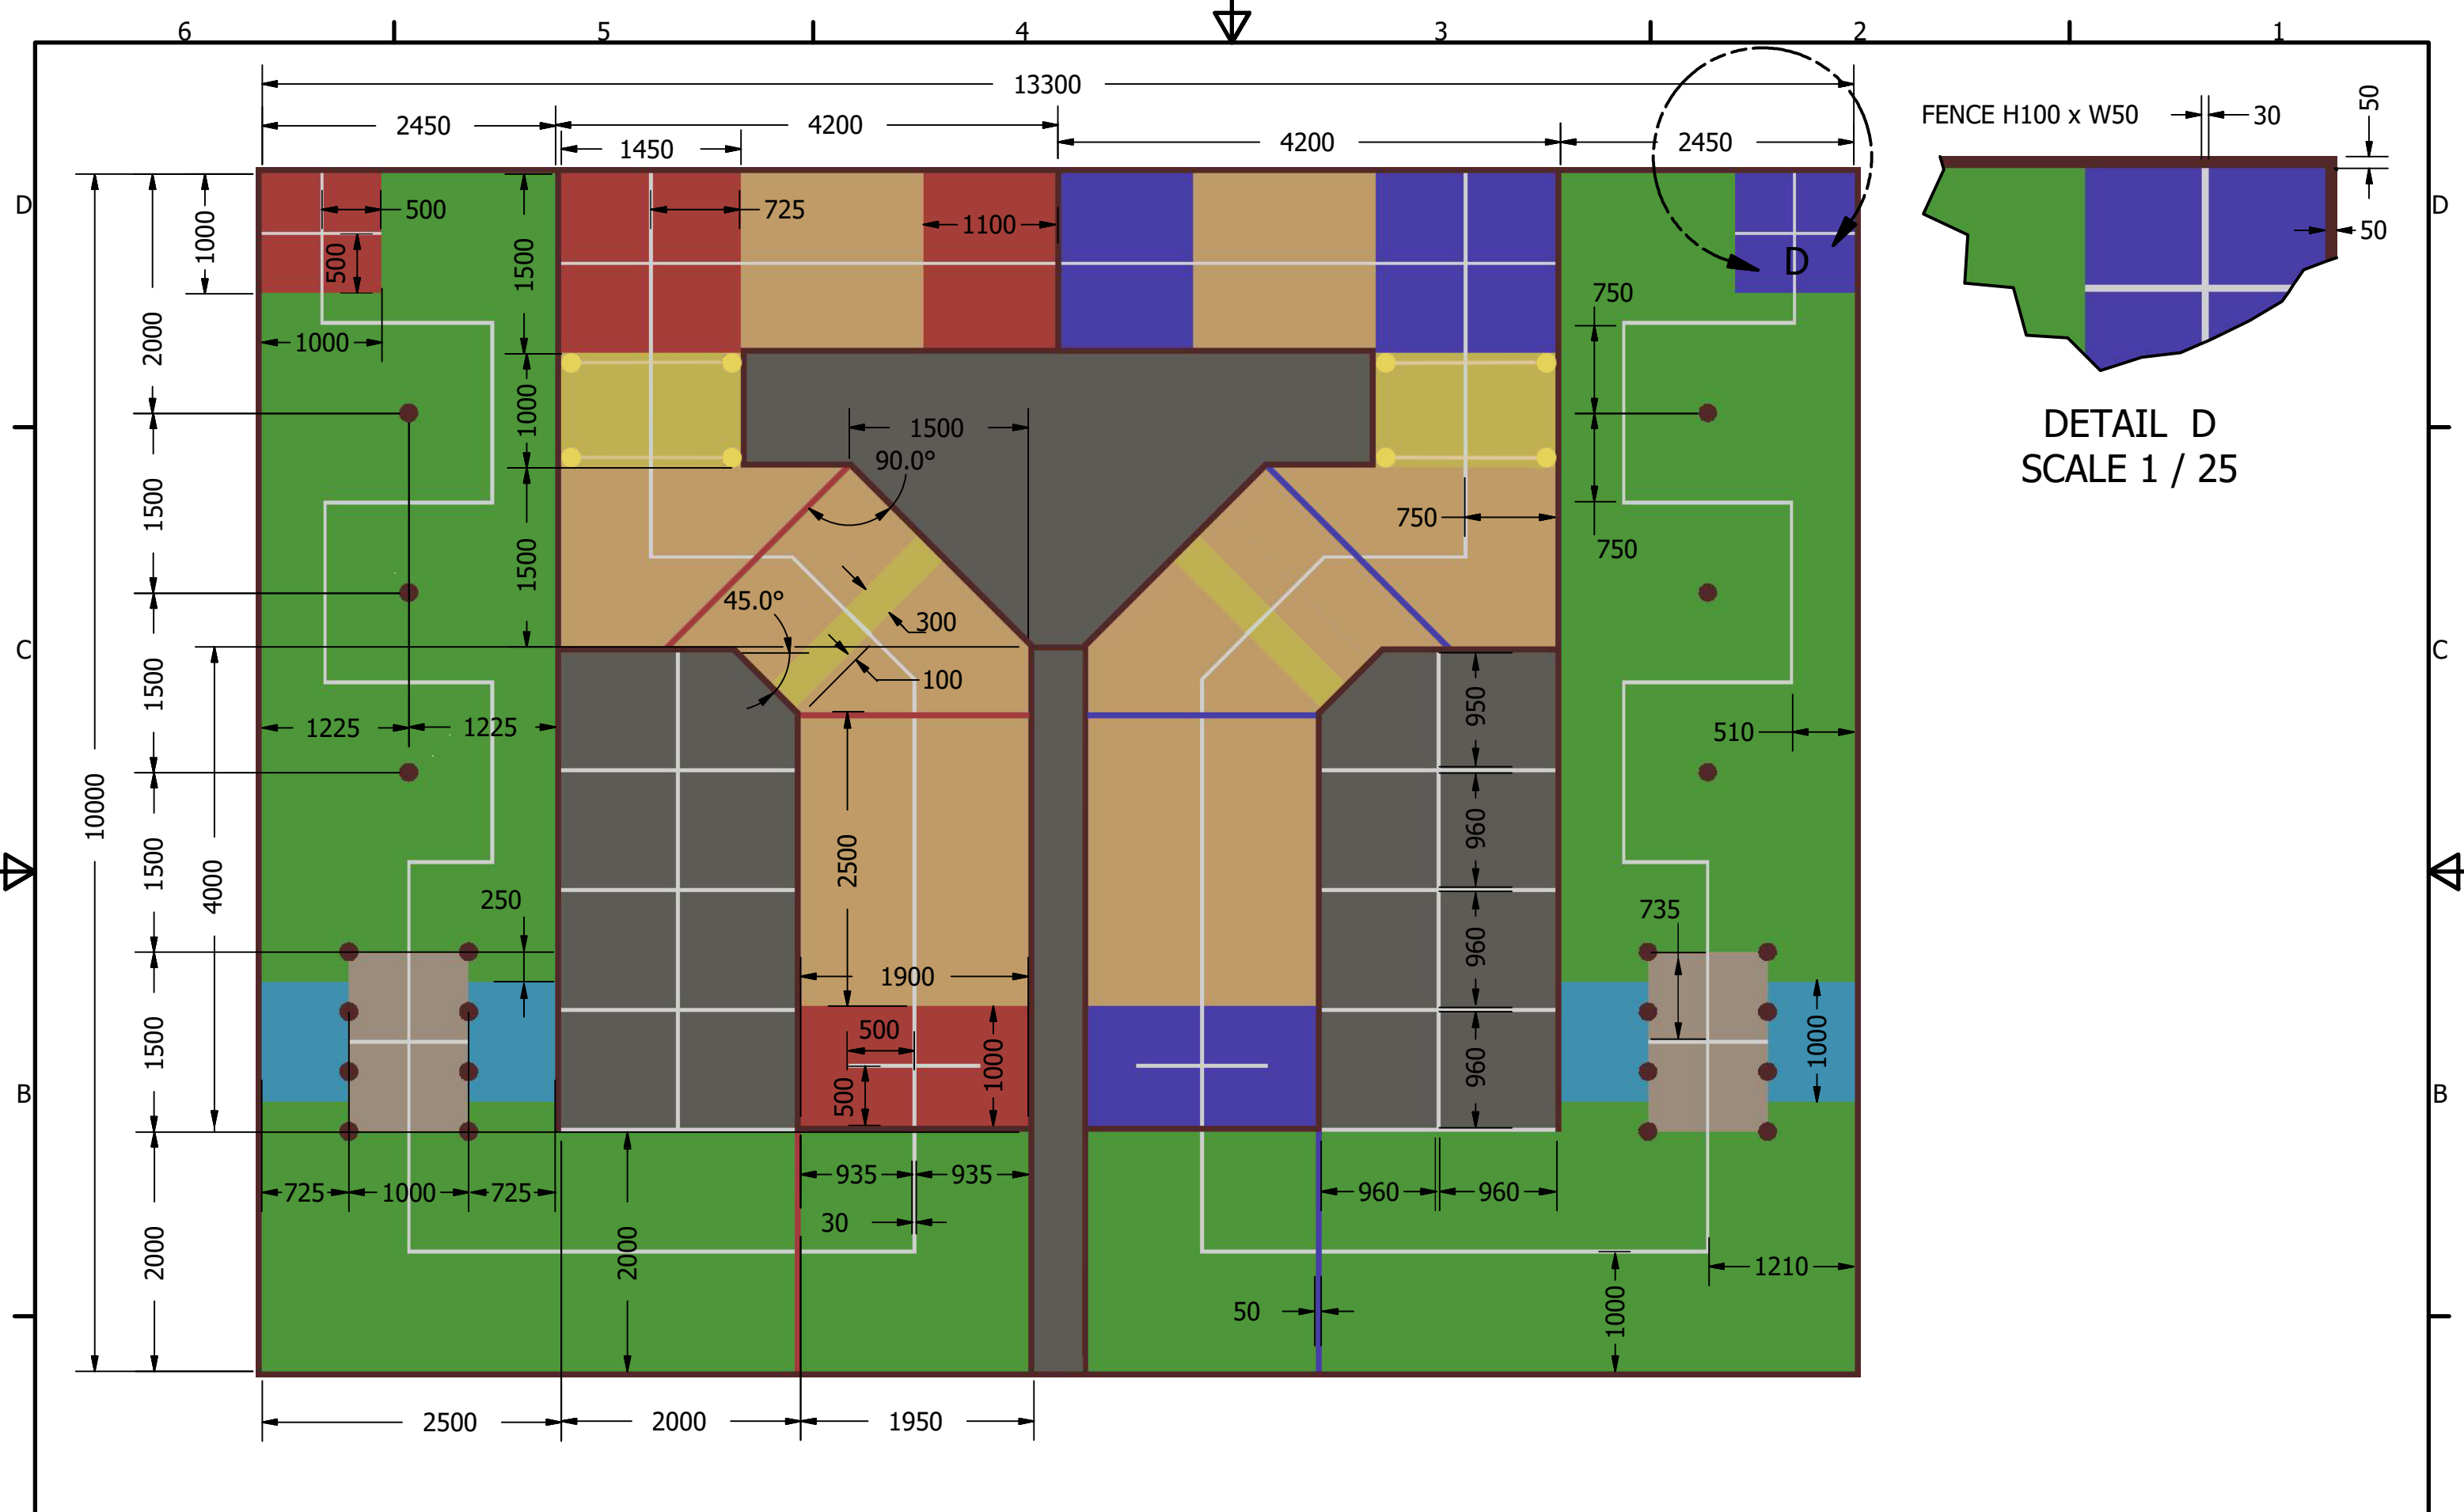 6 5 4 3 2 1
13300
2450 4200 4200 2450
1450
FENCE H100 x W50 30 50
D D
500 725 1100
1000 500 1500 50
D
1000 2000 750
DETAIL D
SCALE 1 / 25
1000 1500
90.0°
1500 750
1500 750
45.0° 300
C C
100
1500 950
1225 1225 510
10000 960
1500 4000 2500
250 735
1900 960
500 1000 1000
1500 500 960
B B
725 1000 725 935 935 960 960
30
2000 2000 1210
50 1000
2500 2000 1950